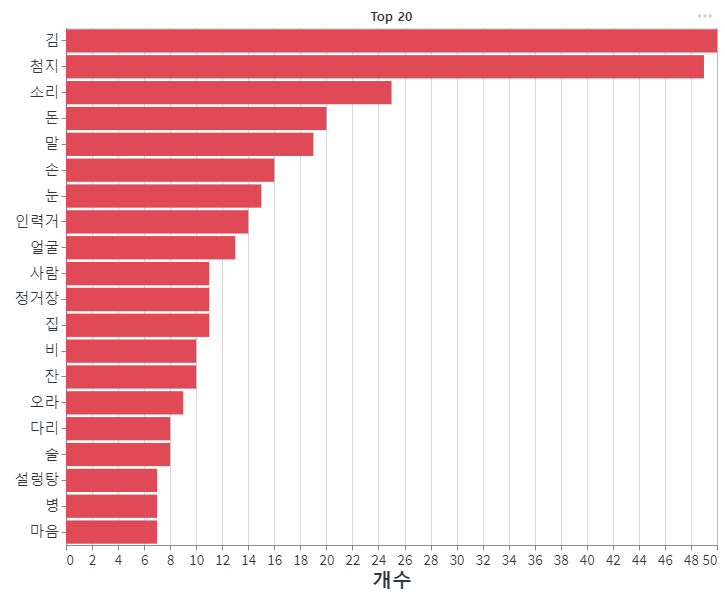 Top 20
김
첨지
소리
돈
말
손
눈
인력거
얼굴
사람
정거장
집
비
잔
오라
다리
술
설렁탕
병
마음
0 2 4 6 8 10 12 14 16 18 20 22 24 26 28 30 32 34 36 38 40 42 44 46 48 50
개수